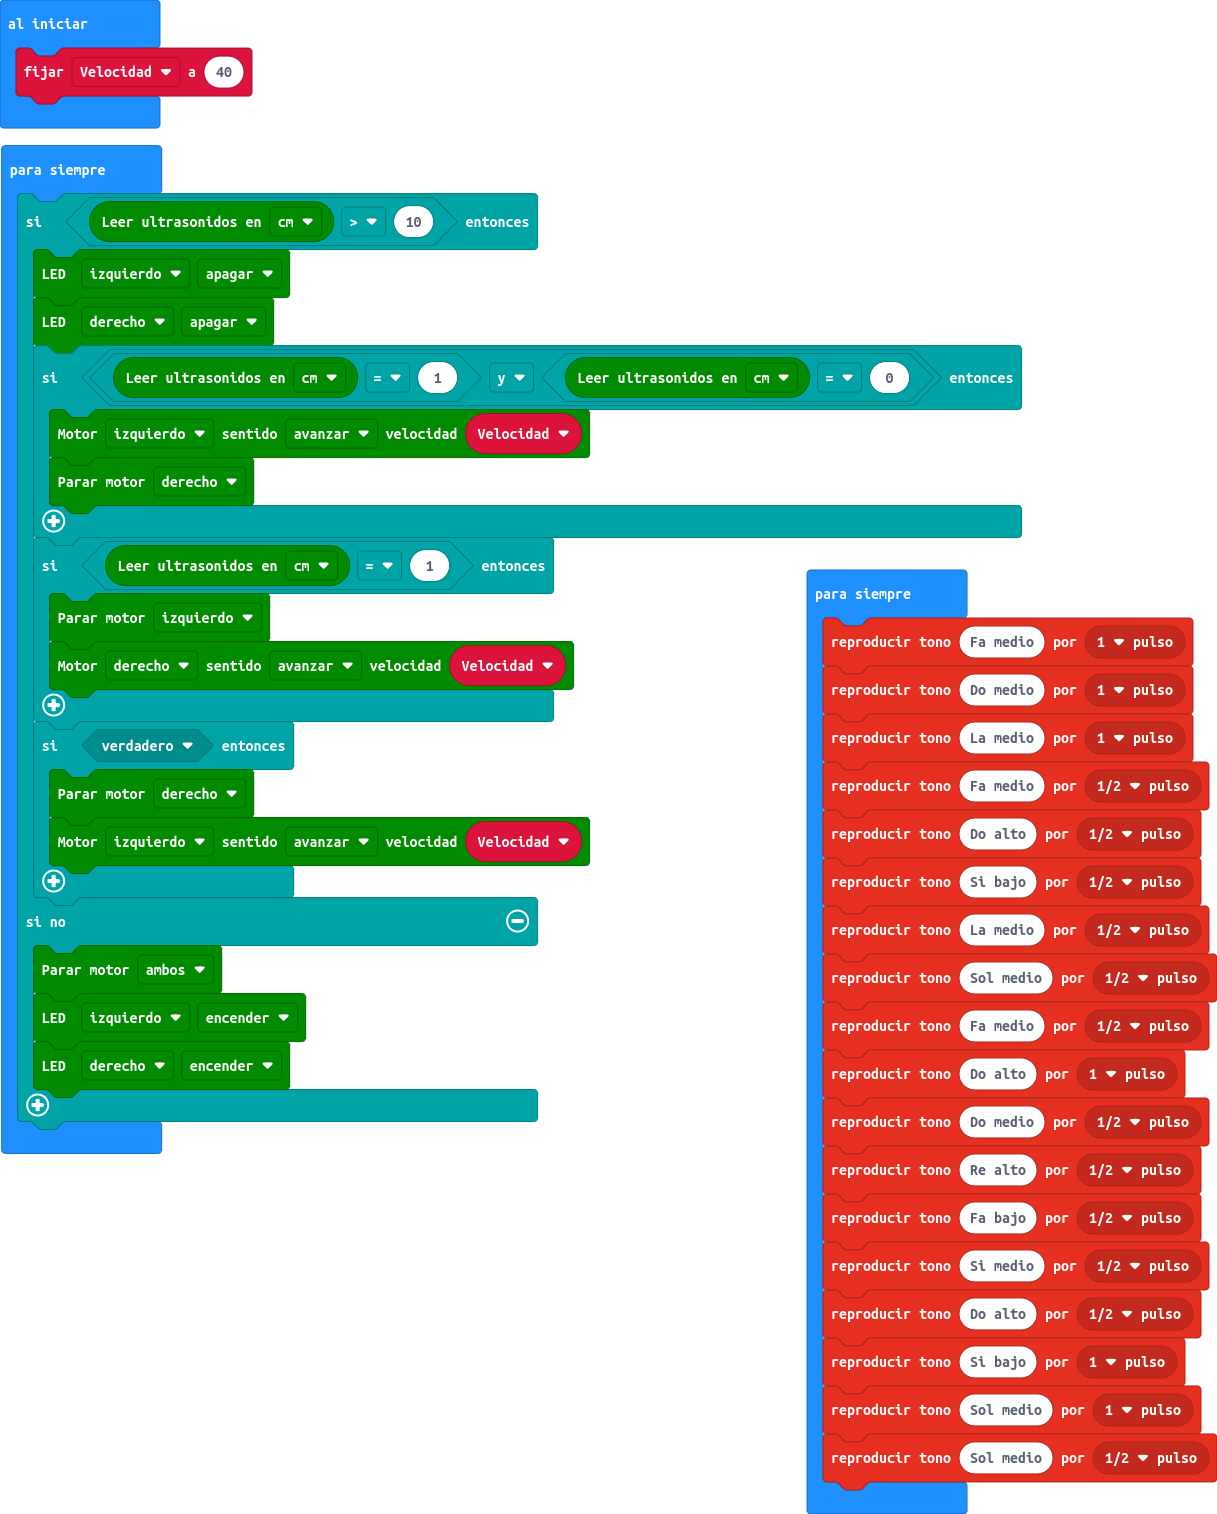 al iniciar
fijar Velocidad a 40
para siempre
si Leer ultrasonidos en cm > 10 entonces
LED izquierdo apagar
LED derecho apagar
si Leer ultrasonidos en cm = 1 y Leer ultrasonidos en cm = 0 entonces
Motor izquierdo sentido avanzar velocidad Velocidad
Parar motor derecho
si Leer ultrasonidos en cm = 1 entonces
Parar motor izquierdo
Motor derecho sentido avanzar velocidad Velocidad
si verdadero entonces
Parar motor derecho
Motor izquierdo sentido avanzar velocidad Velocidad
si no
Parar motor ambos
LED izquierdo encender
LED derecho encender
para siempre
reproducir tono Fa medio por 1 pulso
reproducir tono Do medio por 1 pulso
reproducir tono La medio por 1 pulso
reproducir tono Fa medio por 1/2 pulso
reproducir tono Do alto por 1/2 pulso
reproducir tono Si bajo por 1/2 pulso
reproducir tono La medio por 1/2 pulso
reproducir tono Sol medio por 1/2 pulso
reproducir tono Fa medio por 1/2 pulso
reproducir tono Do alto por 1 pulso
reproducir tono Do medio por 1/2 pulso
reproducir tono Re alto por 1/2 pulso
reproducir tono Fa bajo por 1/2 pulso
reproducir tono Si medio por 1/2 pulso
reproducir tono Do alto por 1/2 pulso
reproducir tono Si bajo por 1 pulso
reproducir tono Sol medio por 1 pulso
reproducir tono Sol medio por 1/2 pulso